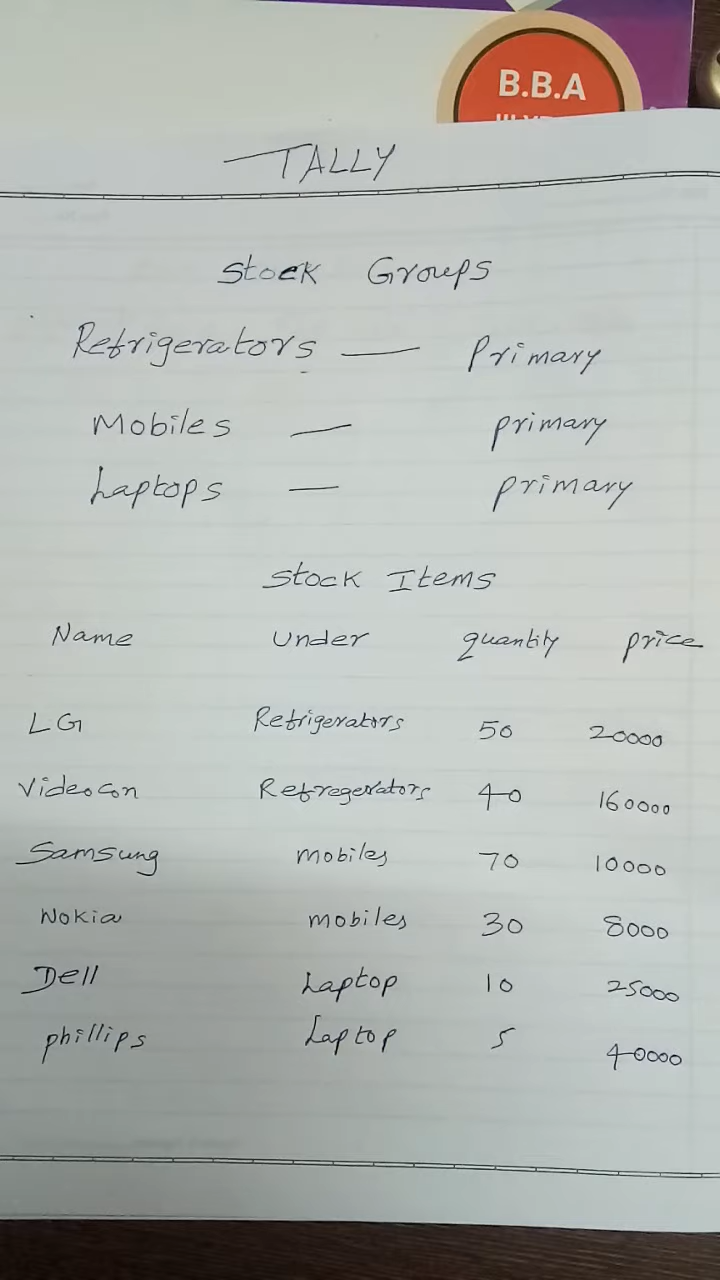 B.B.A
TALLY
Stock Groups
Refrigerators — Primary
Mobiles — primary
Laptops — primary
Stock Items
Name Under quantity price
LG Refrigerators 50 20000
Videocon Refregerators 40 160000
Samsung mobiles 70 10000
Nokia mobiles 30 8000
Dell Laptop 10 25000
phillips Laptop 5 40000